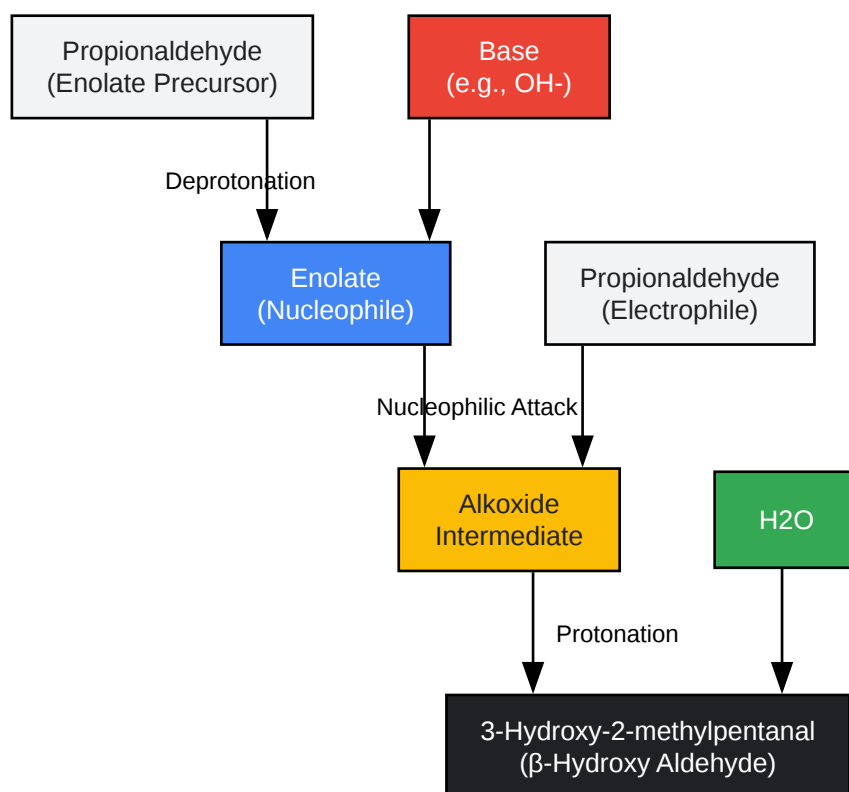 Propionaldehyde
(Enolate Precursor)
Base
(e.g., OH-)
Deprotonation
Enolate
(Nucleophile)
Propionaldehyde
(Electrophile)
Nucleophilic Attack
Alkoxide
Intermediate
H2O
Protonation
3-Hydroxy-2-methylpentanal
(β-Hydroxy Aldehyde)